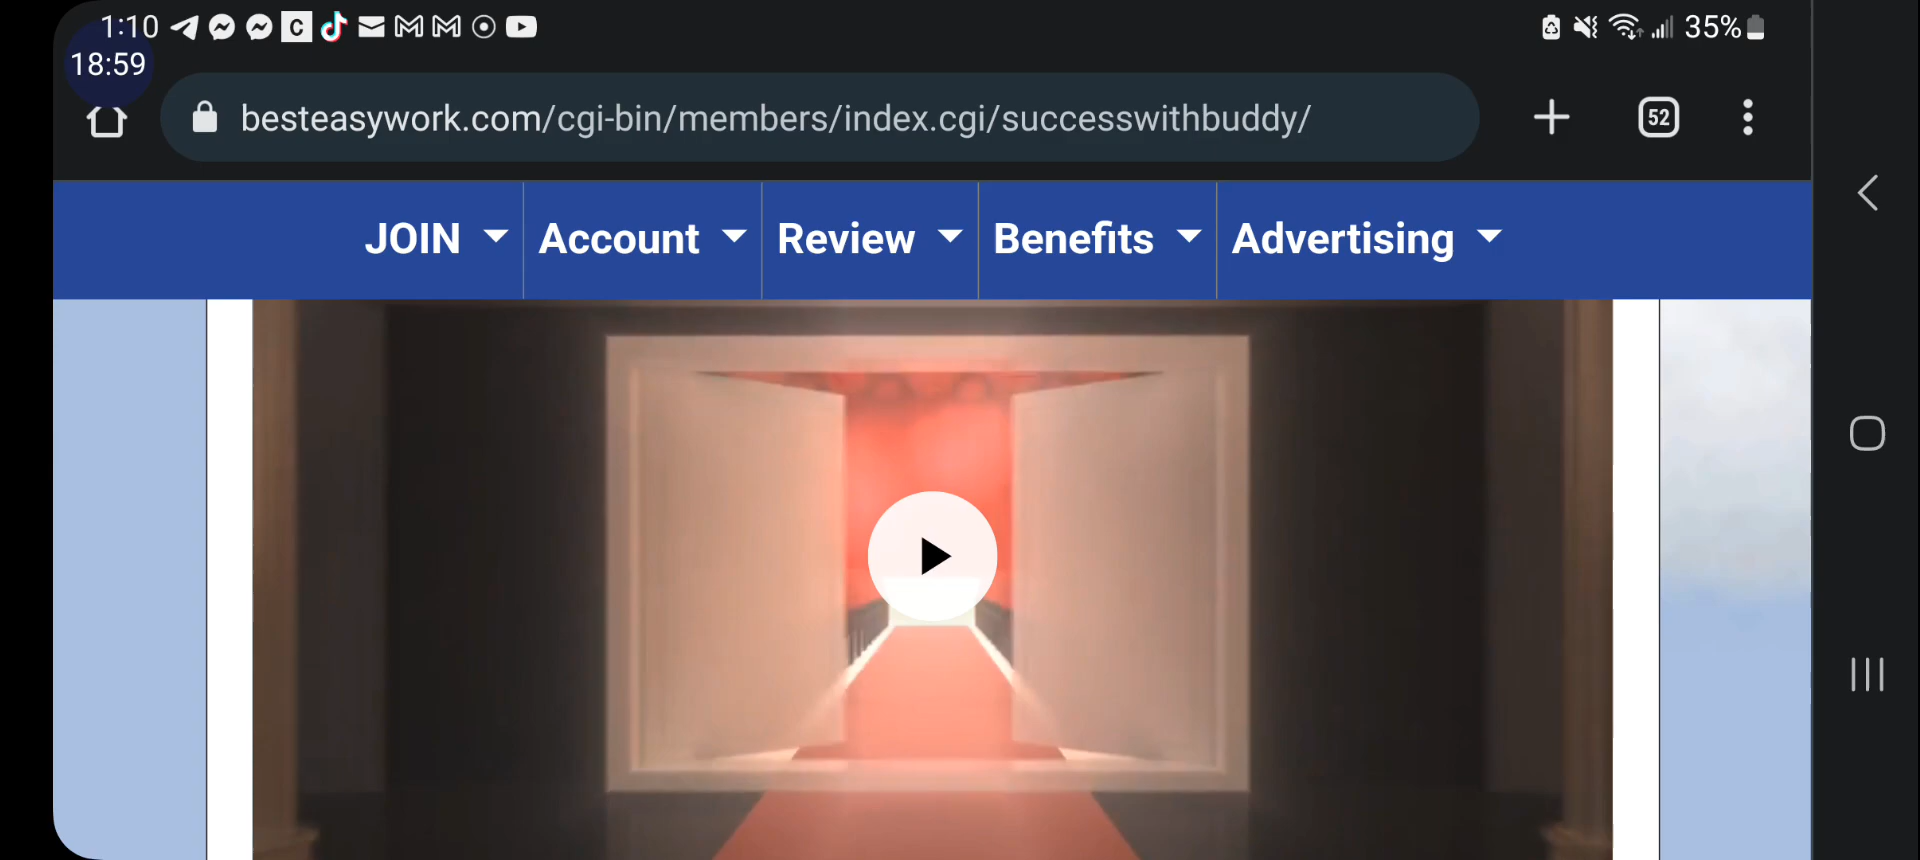 1:10 C 35%
18:59
besteasywork.com/cgi-bin/members/index.cgi/successwithbuddy/ 52
JOIN Account Review Benefits Advertising